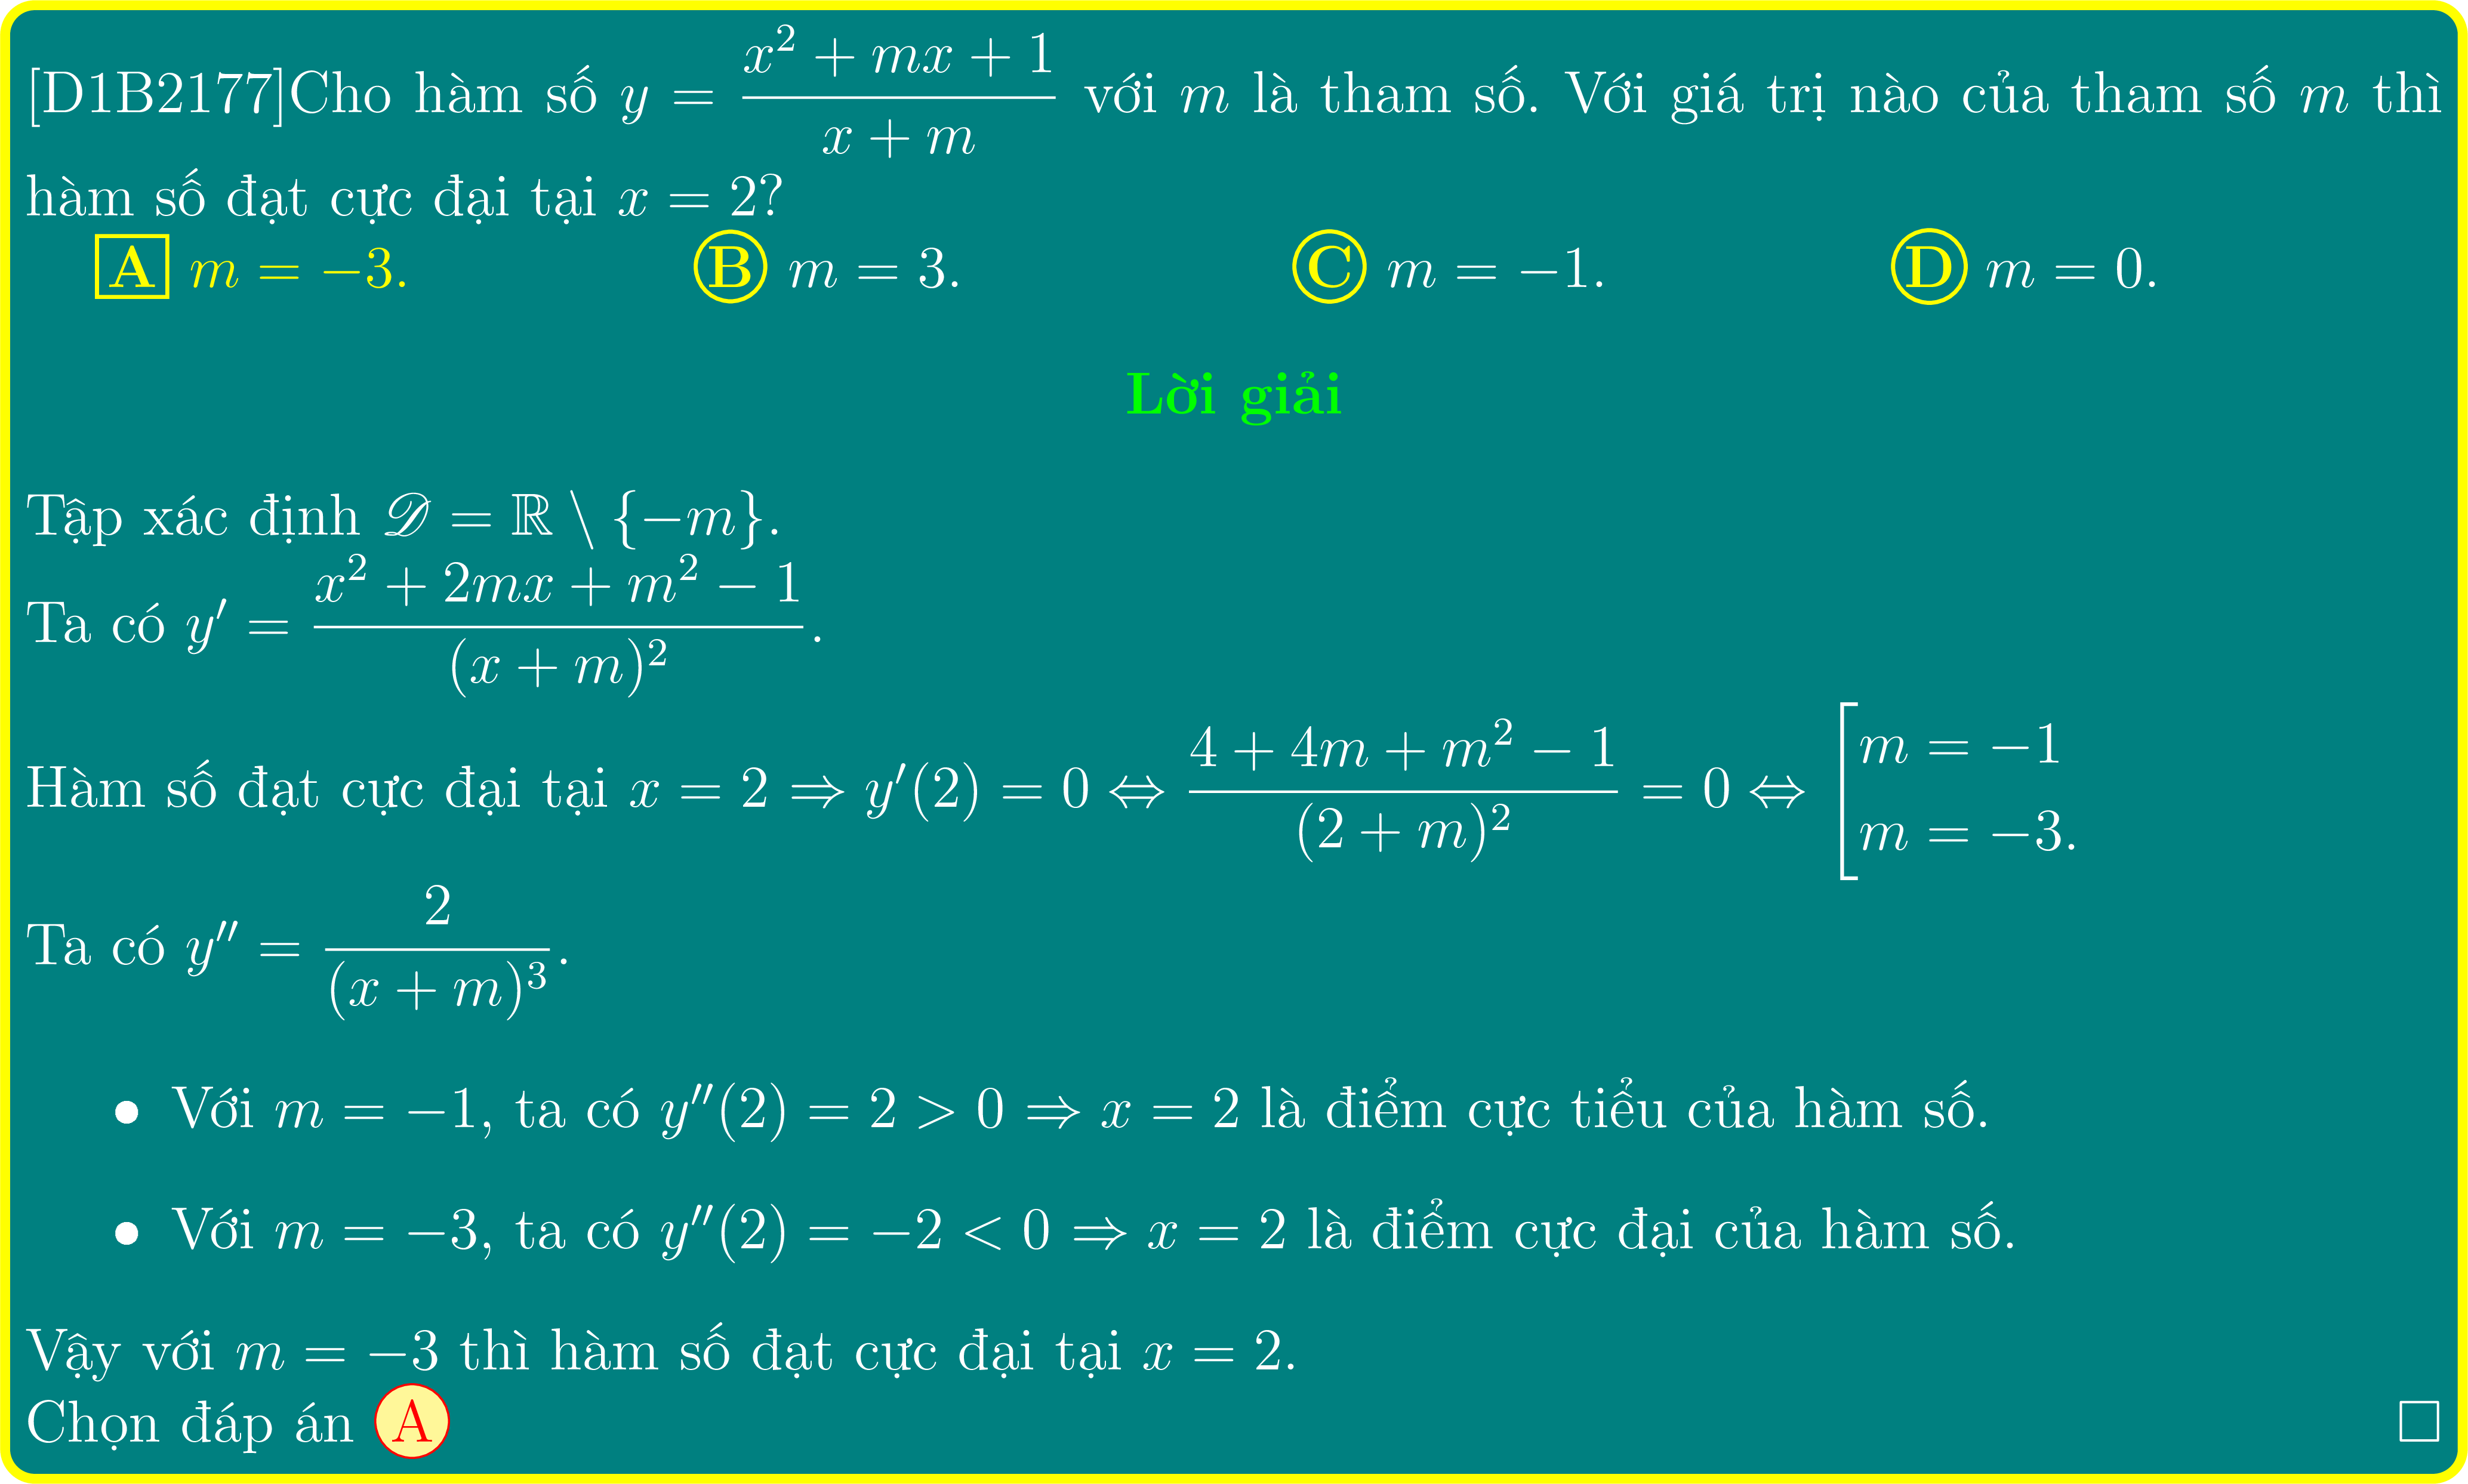 [D1B2177]Cho hàm số $y = \dfrac{x^2 + mx + 1}{x + m}$ với $m$ là tham số. Với giá trị nào của tham số $m$ thì
hàm số đạt cực đại tại $x = 2$?
A $m = -3.$ B $m = 3.$ C $m = -1.$ D $m = 0.$
Lời giải
Tập xác định $\mathscr{D} = \mathbb{R} \setminus \{-m\}.$
Ta có $y' = \dfrac{x^2 + 2mx + m^2 - 1}{(x + m)^2}.$
Hàm số đạt cực đại tại $x = 2 \Rightarrow y'(2) = 0 \Leftrightarrow \dfrac{4 + 4m + m^2 - 1}{(2 + m)^2} = 0 \Leftrightarrow \left[\begin{array}{l} m = -1 \\ m = -3. \end{array}\right.$
Ta có $y'' = \dfrac{2}{(x + m)^3}.$
• Với $m = -1$, ta có $y''(2) = 2 > 0 \Rightarrow x = 2$ là điểm cực tiểu của hàm số.
• Với $m = -3$, ta có $y''(2) = -2 < 0 \Rightarrow x = 2$ là điểm cực đại của hàm số.
Vậy với $m = -3$ thì hàm số đạt cực đại tại $x = 2.$
Chọn đáp án A □